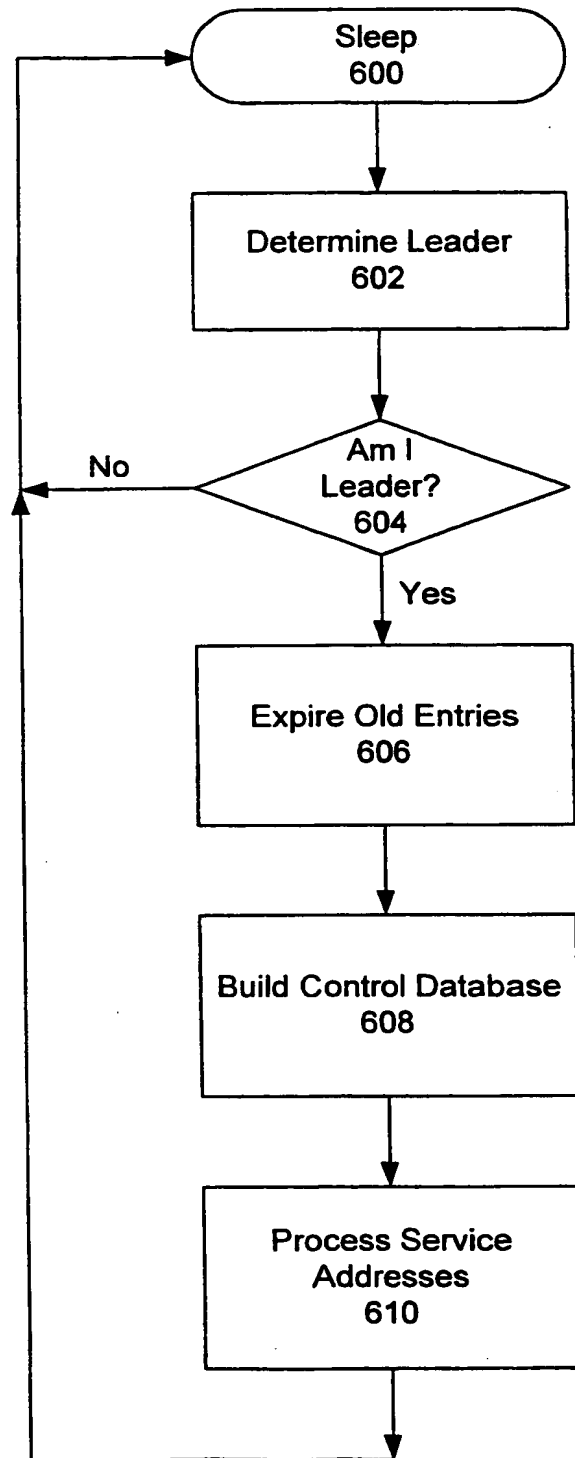 Sleep
600
Determine Leader
602
Am I
Leader?
604
No
Yes
Expire Old Entries
606
Build Control Database
608
Process Service
Addresses
610